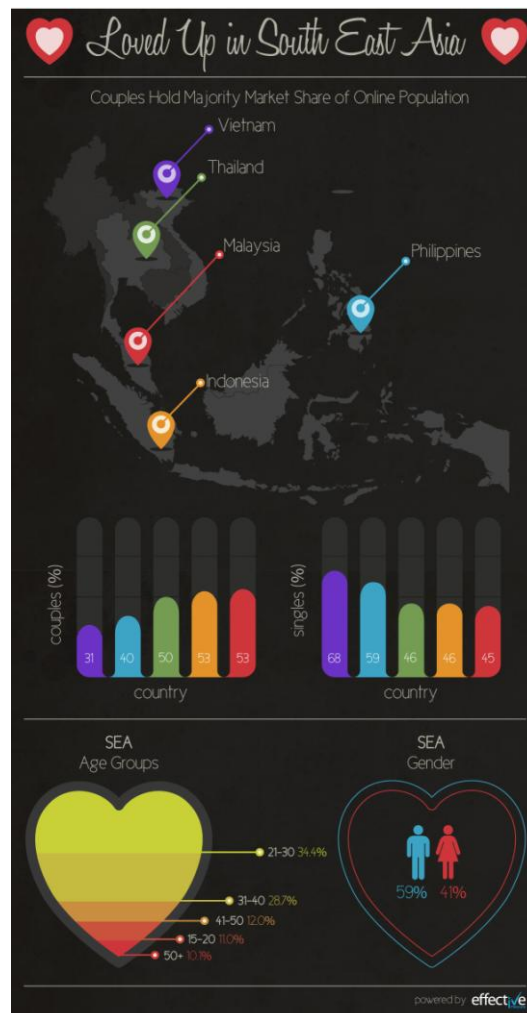 Loved Up in South East Asia
Couples Hold Majority Market Share of Online Population
Vietnam
Thailand
Malaysia
Philippines
Indonesia
couples (%)
31 40 50 53 53
country
singles (%)
68 59 46 46 45
country
SEA
Age Groups
21-30 34.4%
31-40 28.7%
41-50 12.0%
15-20 11.0%
50+ 10.1%
SEA
Gender
59% 41%
powered by effective